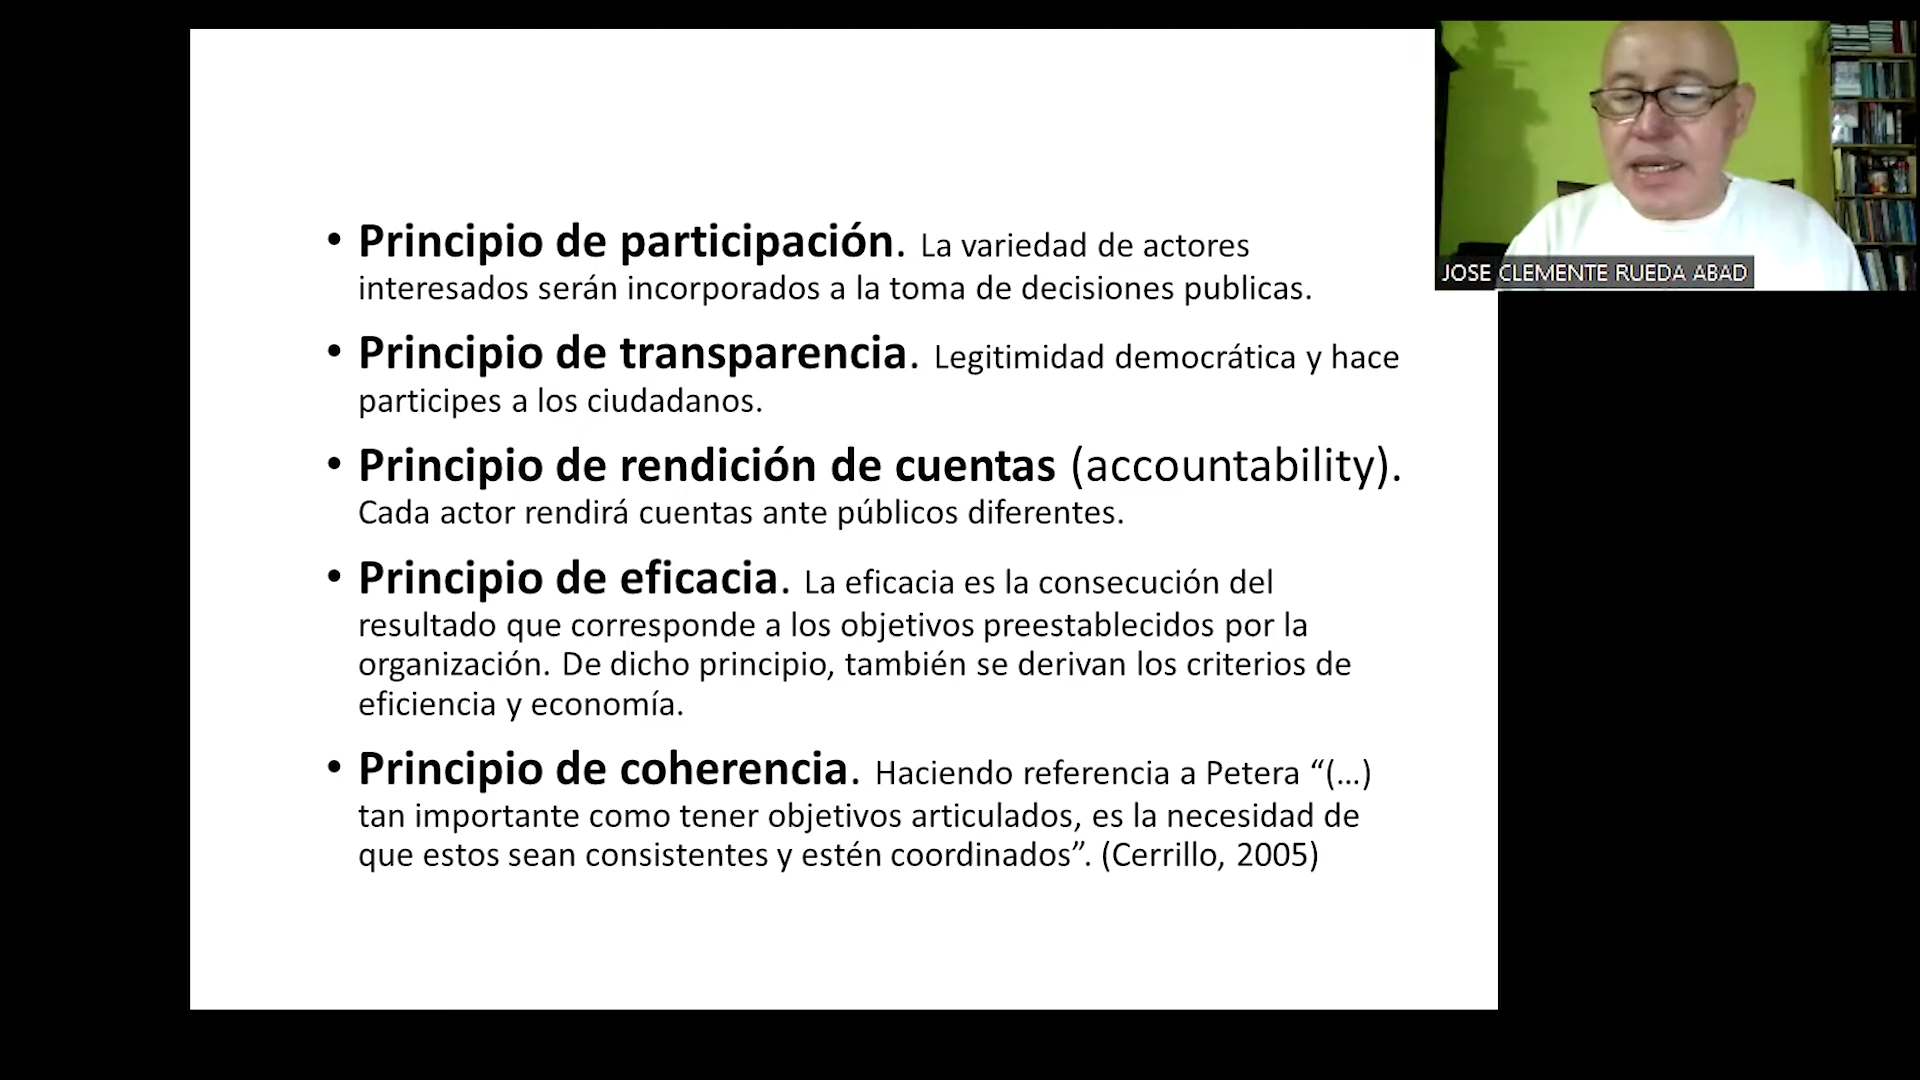 • Principio de participación. La variedad de actores
interesados serán incorporados a la toma de decisiones publicas.
• Principio de transparencia. Legitimidad democrática y hace
participes a los ciudadanos.
• Principio de rendición de cuentas (accountability).
Cada actor rendirá cuentas ante públicos diferentes.
• Principio de eficacia. La eficacia es la consecución del
resultado que corresponde a los objetivos preestablecidos por la
organización. De dicho principio, también se derivan los criterios de
eficiencia y economía.
• Principio de coherencia. Haciendo referencia a Petera “(...)
tan importante como tener objetivos articulados, es la necesidad de
que estos sean consistentes y estén coordinados”. (Cerrillo, 2005)
JOSE CLEMENTE RUEDA ABAD